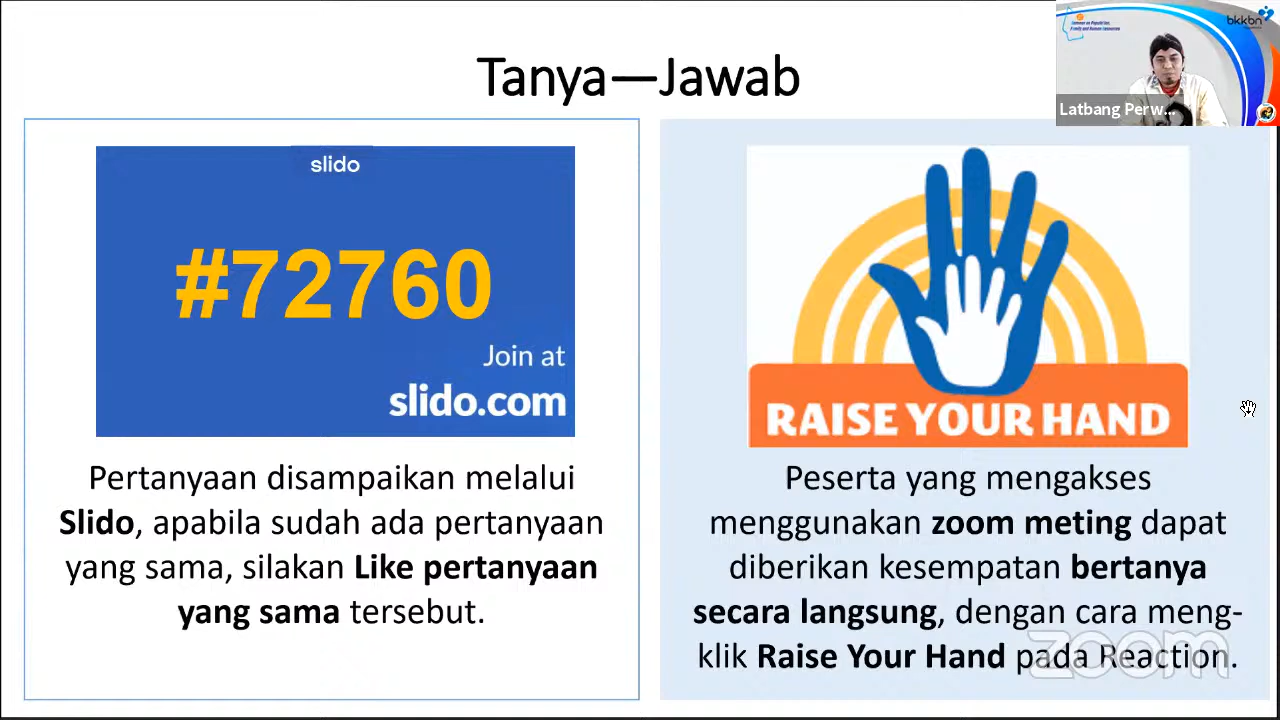 Tanya—Jawab
bkkbn
Latbang Perw...
slido
#72760
Join at
slido.com
Pertanyaan disampaikan melalui
Slido, apabila sudah ada pertanyaan
yang sama, silakan Like pertanyaan
yang sama tersebut.
RAISE YOUR HAND
Peserta yang mengakses
menggunakan zoom meting dapat
diberikan kesempatan bertanya
secara langsung, dengan cara meng-
klik Raise Your Hand pada Reaction.
zoom